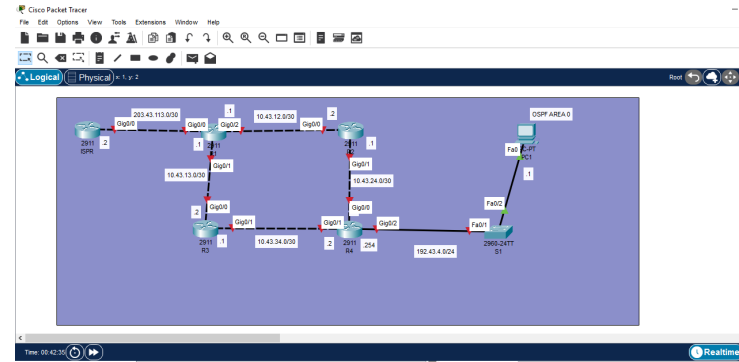 Cisco Packet Tracer
File Edit Options View Tools Extensions Window Help
Logical Physical x: 1, y: 2 Root
203.43.113.0/30 .1 10.43.12.0/30 .2 OSPF AREA 0
Gig0/0 Gig0/0 Gig0/2 Gig0/0
2911 .2 .1 2911 .1 Fa0 C-PT
ISPR PC1
Gig0/1 Gig0/1 .1
10.43.13.0/30 10.43.24.0/30
.2 Gig0/0 Gig0/0 Fa0/2
Gig0/1 Gig0/1 Gig0/2 Fa0/1
2911 .1 10.43.34.0/30 .2 2911 254 192.43.4.0/24 2960-24TT
R3 R4 S1
Time: 00:42:35 Realtime